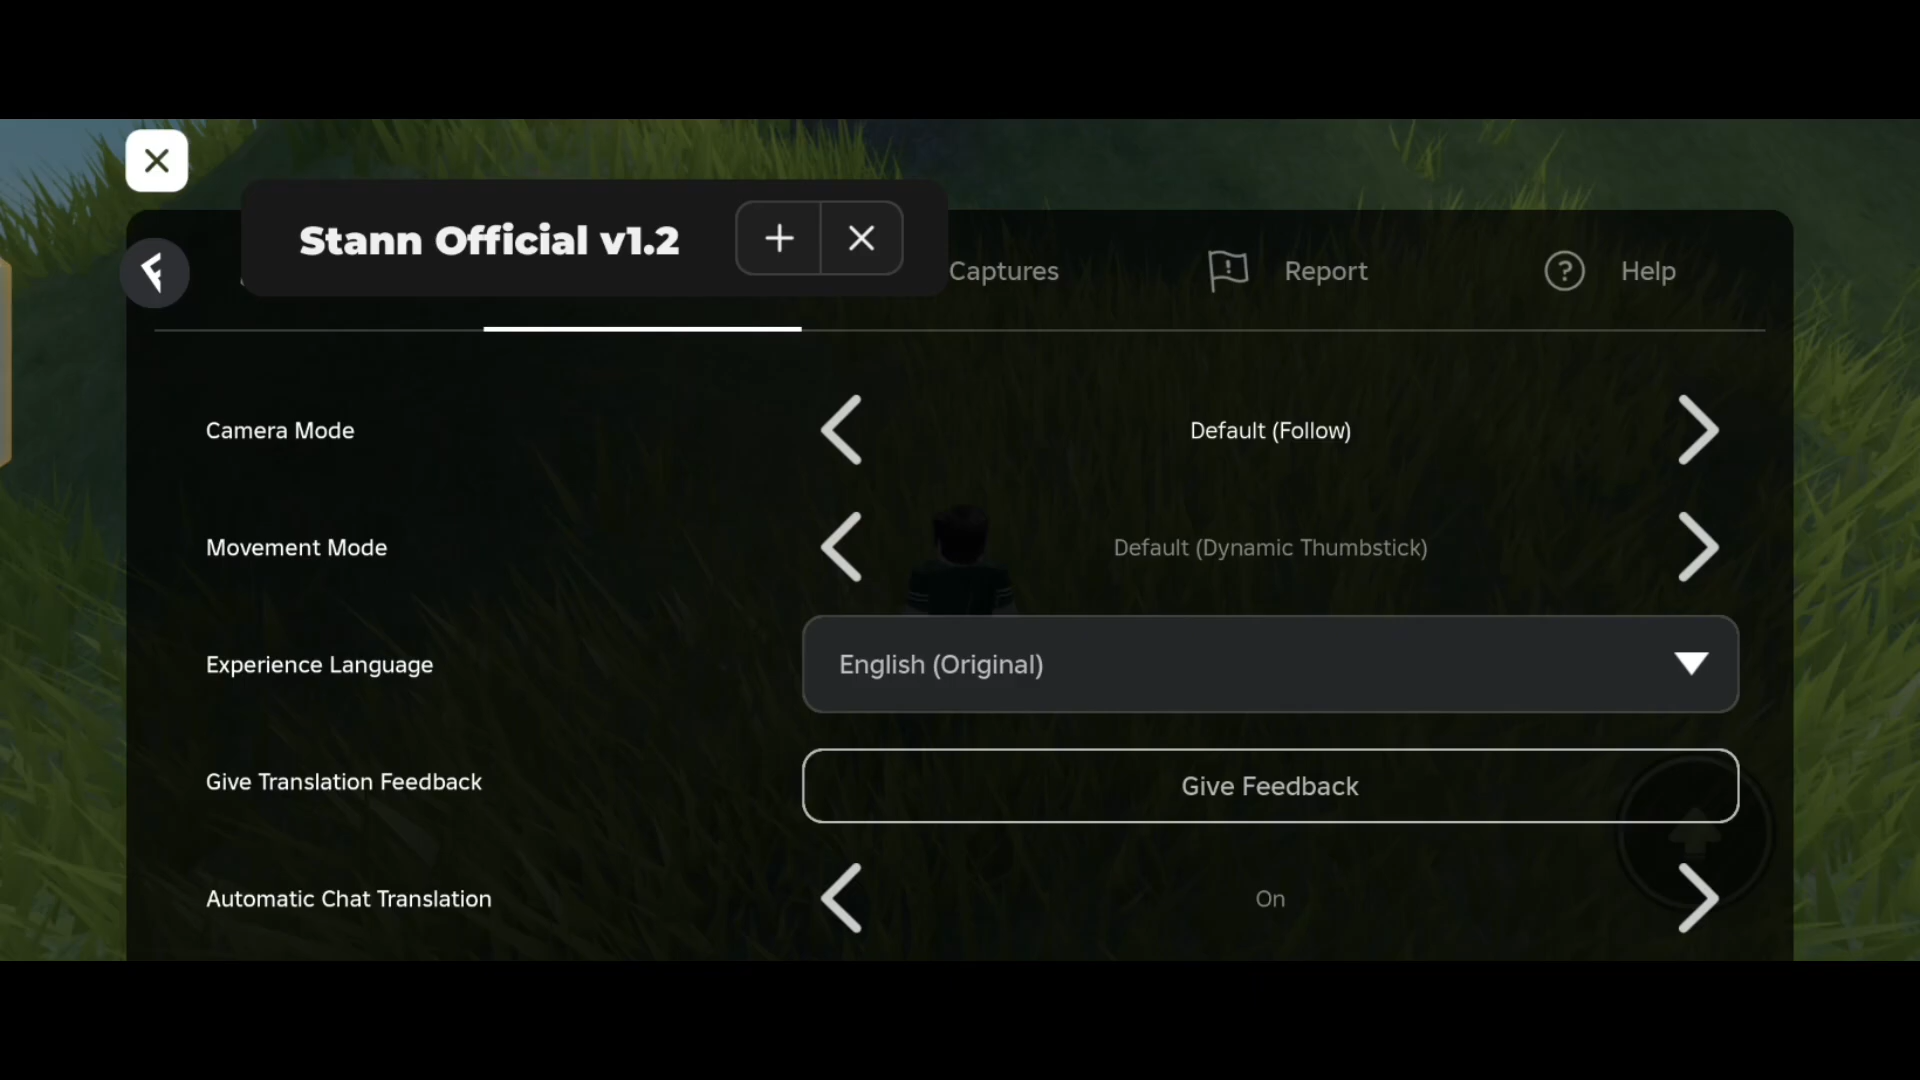 Stann Official v1.2
Captures
Report
Help
Camera Mode
Default (Follow)
Movement Mode
Default (Dynamic Thumbstick)
Experience Language
English (Original)
Give Translation Feedback
Give Feedback
Automatic Chat Translation
On